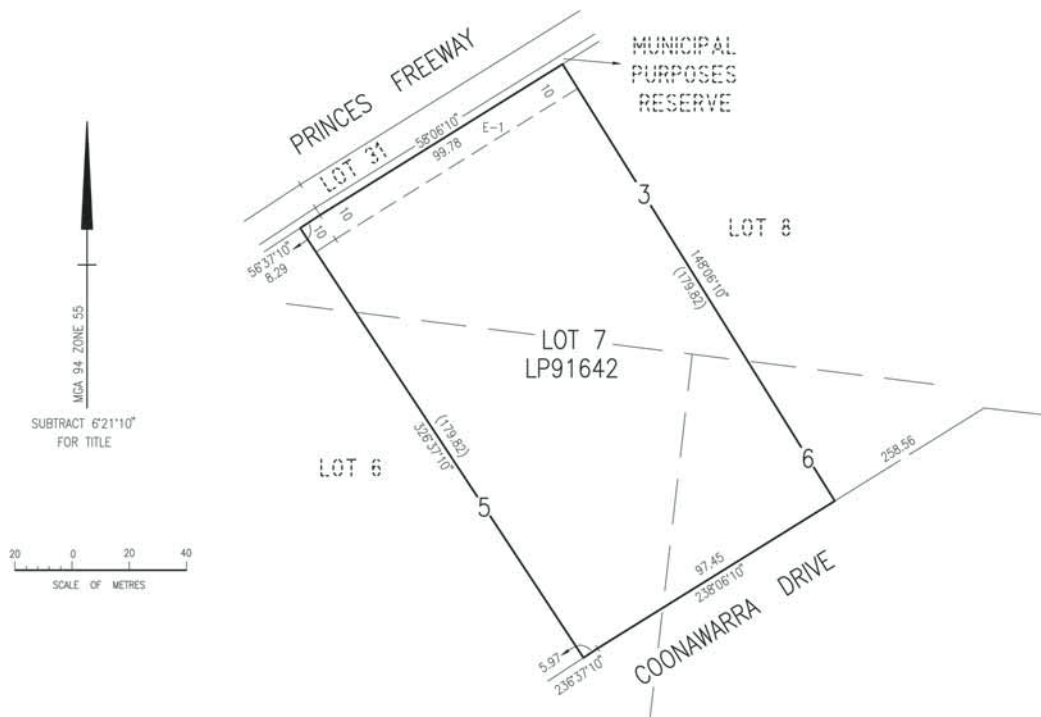 PRINCES FREEWAY
MUNICIPAL
PURPOSES
RESERVE
LOT 31
58°06'10"
99.78
E-1
10
10
10
56°37'10"
8.29
3
LOT 8
148°06'10"
(179.82)
MGA 94 ZONE 55
SUBTRACT 6°21'10"
FOR TITLE
LOT 7
LP91642
(179.82)
326°37'10"
LOT 6
5
6
258.56
20 0 20 40
SCALE OF METRES
97.45
238°06'10"
COONAWARRA DRIVE
5.97
236°37'10"